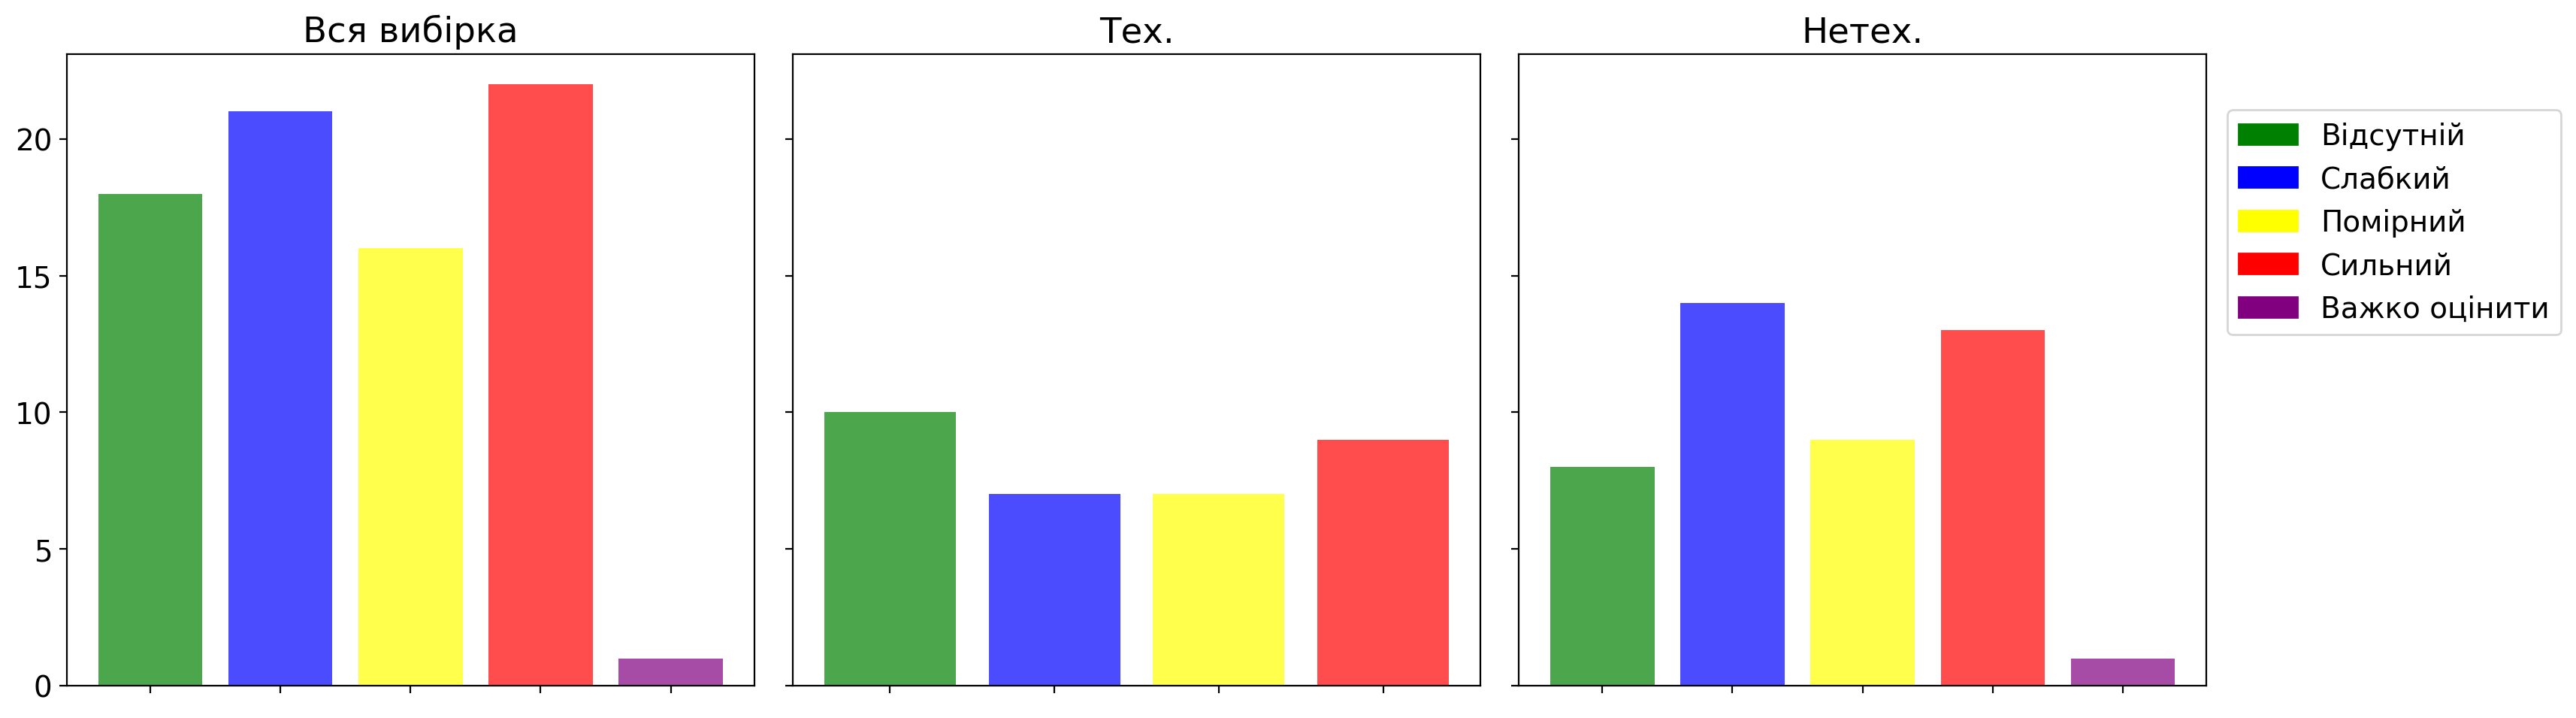 Вся вибірка
Тех.
Нетех.
20
15
10
5
0
Відсутній
Слабкий
Помірний
Сильний
Важко оцінити